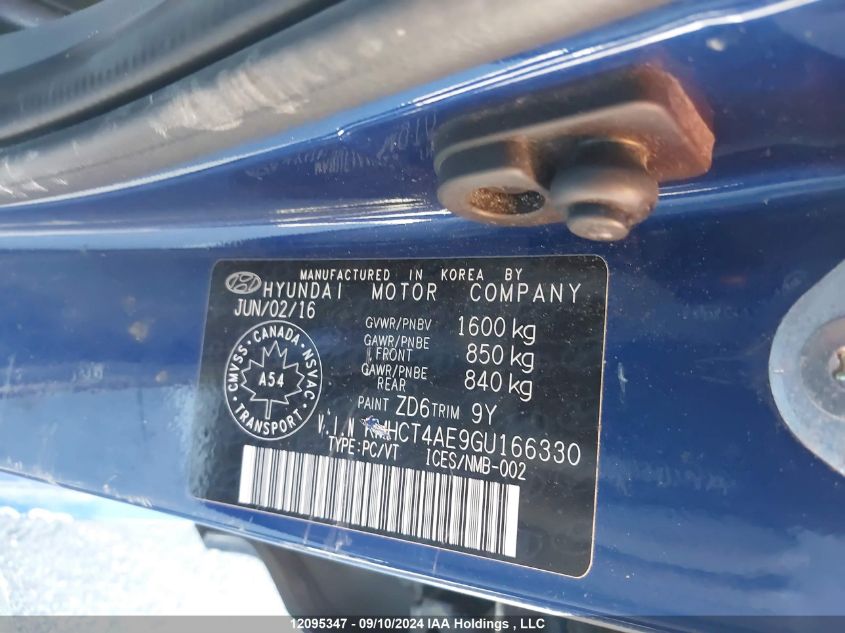 MANUFACTURED IN KOREA BY
HYUNDAI MOTOR COMPANY
JUN/02/16
GVWR/PNBV 1600 kg
GAWR/PNBE FRONT 850 kg
GAWR/PNBE REAR 840 kg
CMVSS · CANADA · NSVAC
A54
TRANSPORT
PAINT ZD6 TRIM 9Y
V.I.N HCT4AE9GU166330
TYPE:PC/VT ICES/NMB-002
12095347 - 09/10/2024 IAA Holdings, LLC